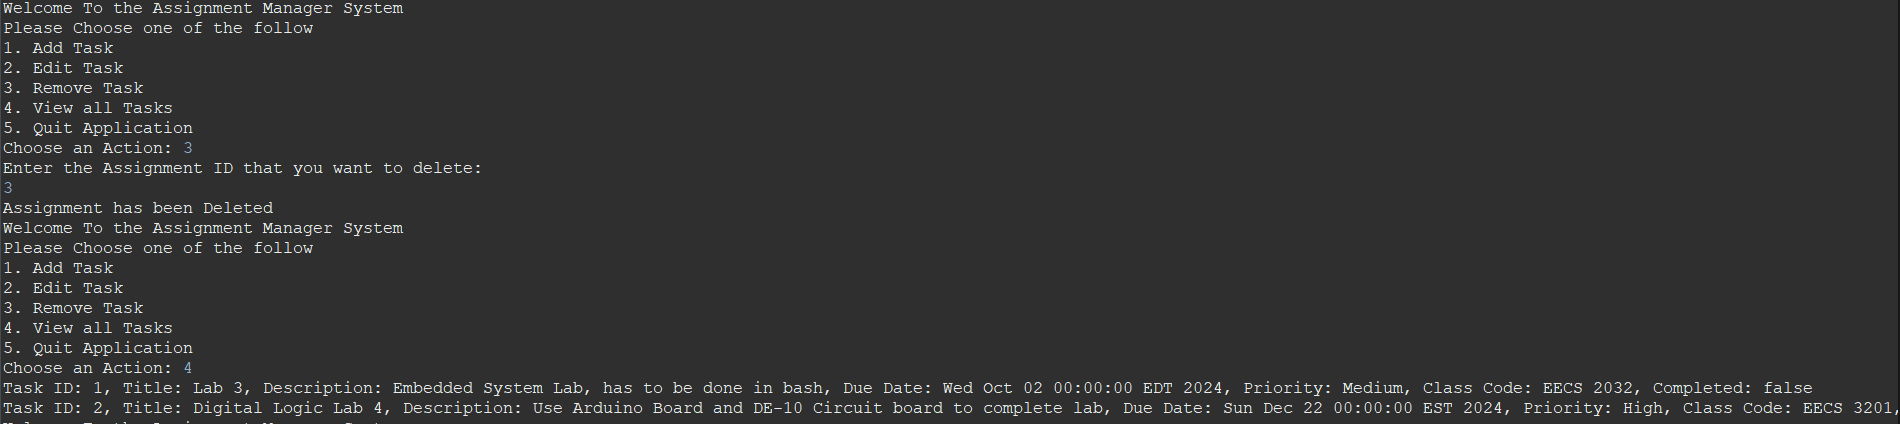 Welcome To the Assignment Manager System
Please Choose one of the follow
1. Add Task
2. Edit Task
3. Remove Task
4. View all Tasks
5. Quit Application
Choose an Action: 3
Enter the Assignment ID that you want to delete:
3
Assignment has been Deleted
Welcome To the Assignment Manager System
Please Choose one of the follow
1. Add Task
2. Edit Task
3. Remove Task
4. View all Tasks
5. Quit Application
Choose an Action: 4
Task ID: 1, Title: Lab 3, Description: Embedded System Lab, has to be done in bash, Due Date: Wed Oct 02 00:00:00 EDT 2024, Priority: Medium, Class Code: EECS 2032, Completed: false
Task ID: 2, Title: Digital Logic Lab 4, Description: Use Arduino Board and DE-10 Circuit board to complete lab, Due Date: Sun Dec 22 00:00:00 EST 2024, Priority: High, Class Code: EECS 3201,